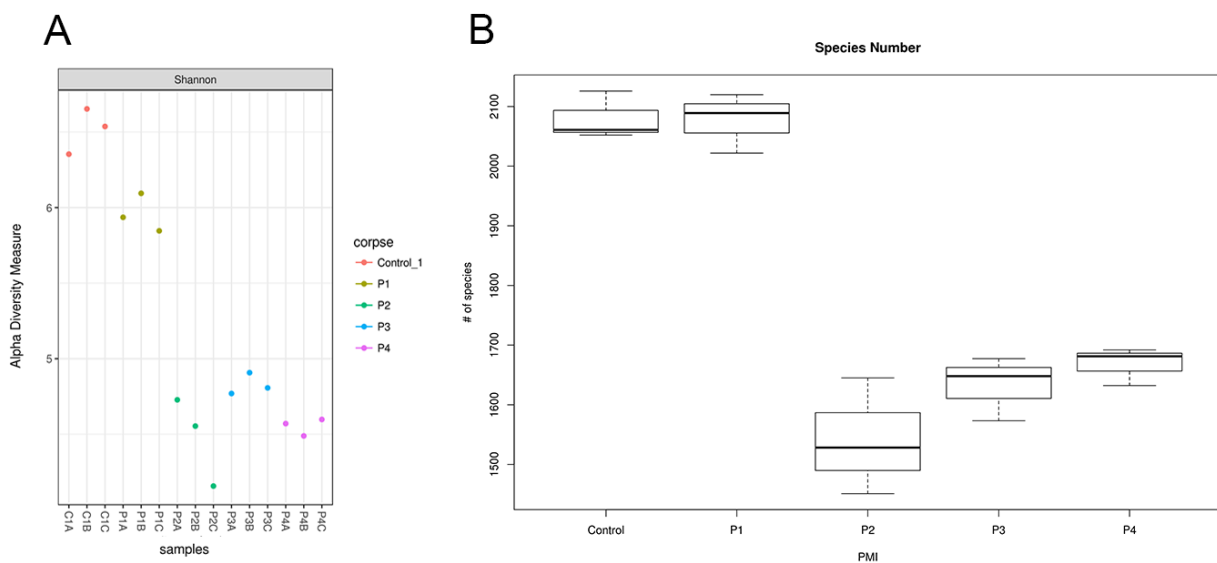 A
Shannon
Alpha Diversity Measure
6
5
C1A
C1B
C1C
P1A
P1B
P1C
P2A
P2B
P2C
P3A
P3B
P3C
P4A
P4B
P4C
samples
corpse
Control_1
P1
P2
P3
P4
B
Species Number
# of species
2100
2000
1900
1800
1700
1600
1500
Control
P1
P2
P3
P4
PMI